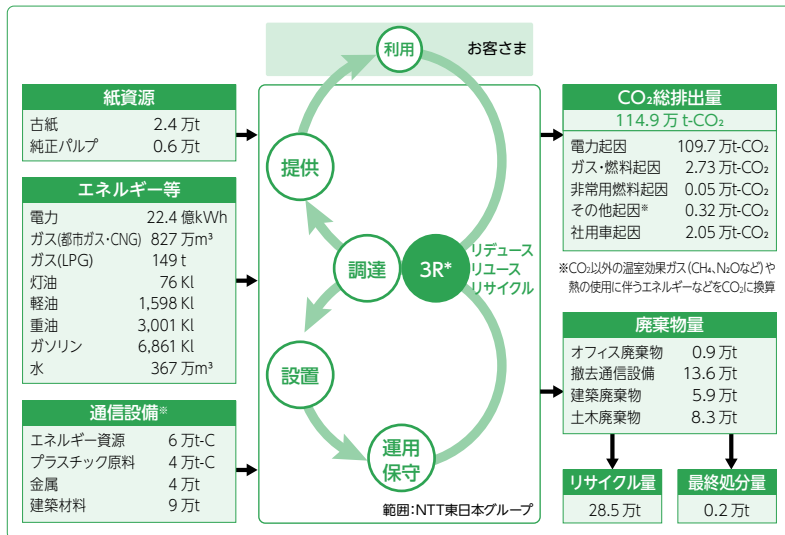 紙資源
古紙 2.4 万t
純正パルプ 0.6 万t
エネルギー等
電力 22.4 億kWh
ガス(都市ガス・CNG) 827 万m³
ガス(LPG) 149 t
灯油 76 Kl
軽油 1,598 Kl
重油 3,001 Kl
ガソリン 6,861 Kl
水 367 万m³
通信設備※
エネルギー資源 6 万t-C
プラスチック原料 4 万t-C
金属 4 万t
建築材料 9 万t
利用
お客さま
提供
調達
3R*
リデュース
リユース
リサイクル
設置
運用
保守
範囲:NTT東日本グループ
CO₂総排出量
114.9 万 t-CO₂
電力起因 109.7 万t-CO₂
ガス・燃料起因 2.73 万t-CO₂
非常用燃料起因 0.05 万t-CO₂
その他起因※ 0.32 万t-CO₂
社用車起因 2.05 万t-CO₂
※CO₂以外の温室効果ガス(CH₄、N₂Oなど)や
熱の使用に伴うエネルギーなどをCO₂に換算
廃棄物量
オフィス廃棄物 0.9 万t
撤去通信設備 13.6 万t
建築廃棄物 5.9 万t
土木廃棄物 8.3 万t
リサイクル量
28.5 万t
最終処分量
0.2 万t